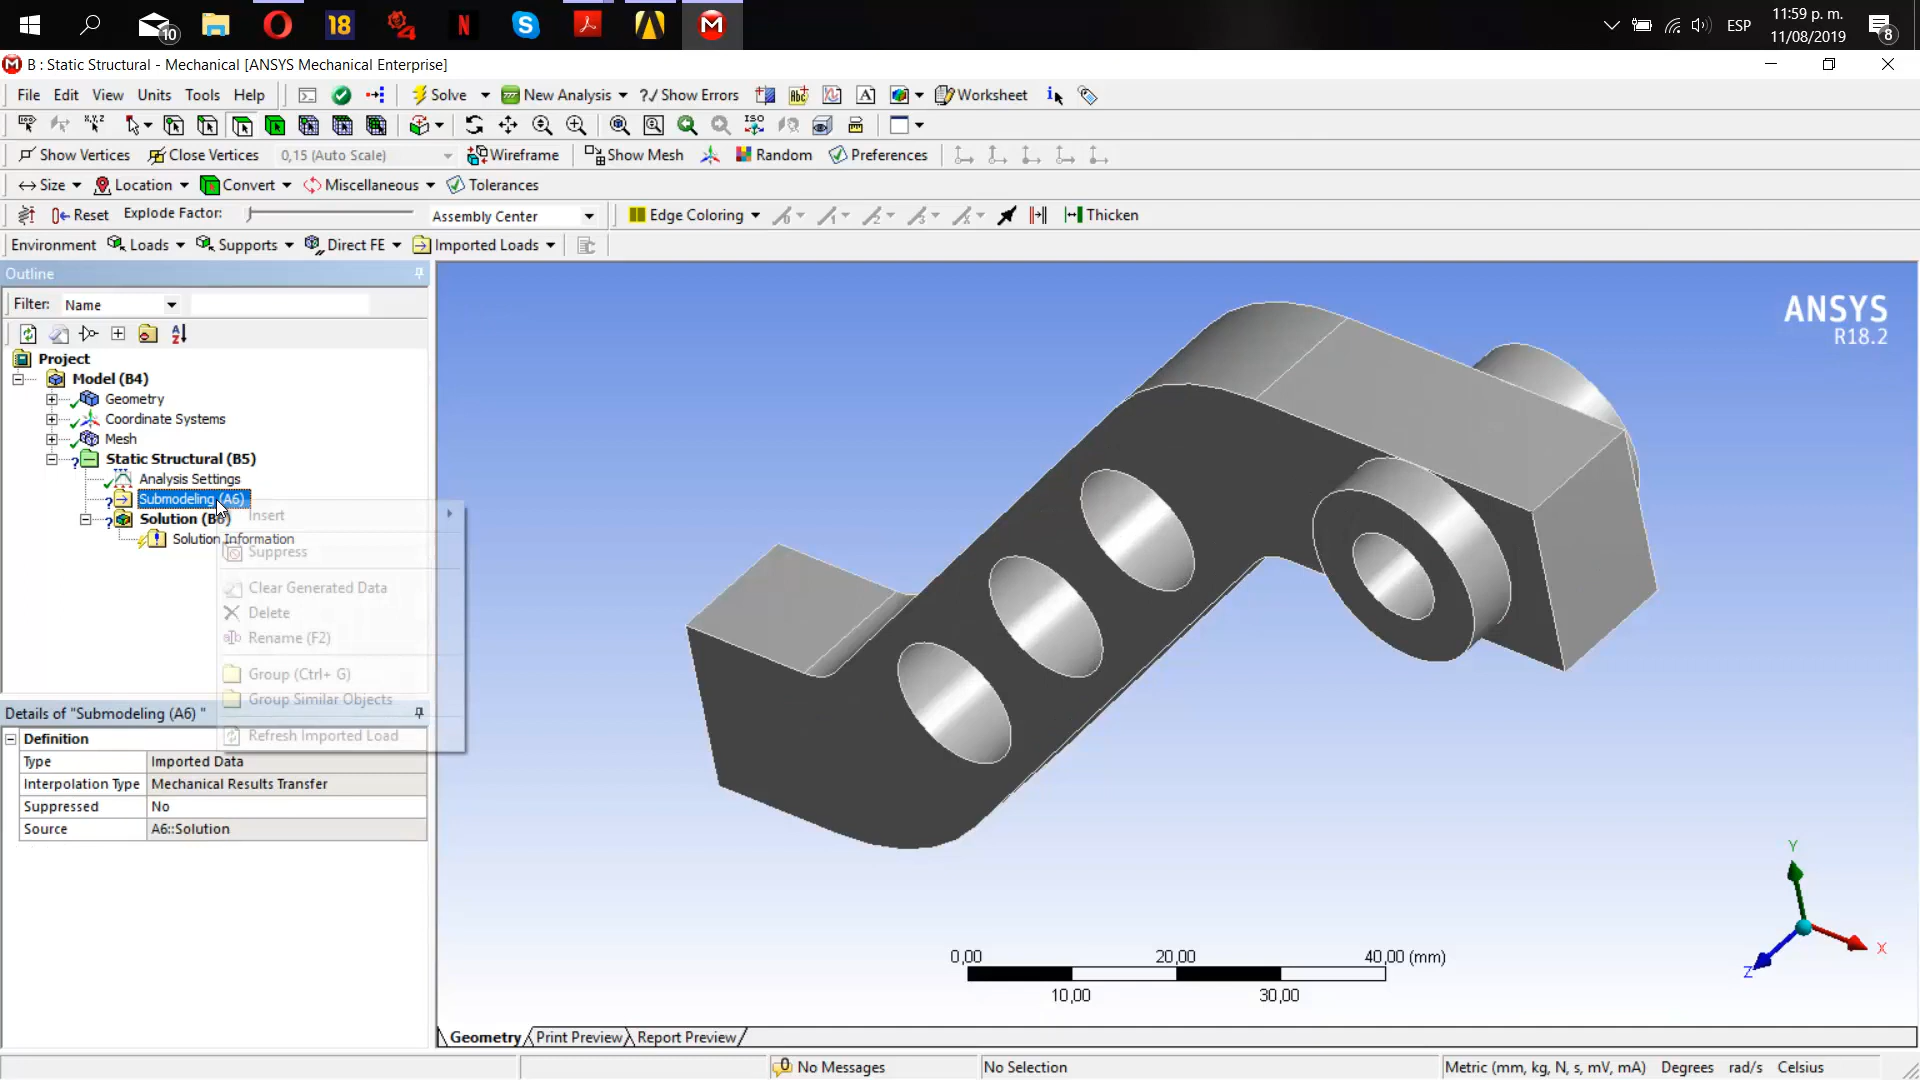 10
18
4
N
S
M
ESP
11:59 p. m.
11/08/2019
8
B : Static Structural - Mechanical [ANSYS Mechanical Enterprise]
File Edit View Units Tools Help Solve New Analysis ?/ Show Errors Abc A Worksheet i
x,y,z ISO
Show Vertices Close Vertices 0,15 (Auto Scale) Wireframe Show Mesh Random Preferences
Size Location Convert Miscellaneous Tolerances
Reset Explode Factor: Assembly Center Edge Coloring Thicken
Environment Loads Supports Direct FE Imported Loads
Outline
Filter: Name
Project
Model (B4)
Geometry
Coordinate Systems
Mesh
Static Structural (B5)
Analysis Settings
Submodeling (A6)
Solution (B6)
Solution Information
Insert
Suppress
Clear Generated Data
Delete
Rename (F2)
Group (Ctrl+ G)
Group Similar Objects
Refresh Imported Load
Details of "Submodeling (A6) "
Definition
Type Imported Data
Interpolation Type Mechanical Results Transfer
Suppressed No
Source A6::Solution
ANSYS
R18.2
Y
X
Z
0,00 20,00 40,00 (mm)
10,00 30,00
Geometry Print Preview Report Preview
0 No Messages No Selection Metric (mm, kg, N, s, mV, mA) Degrees rad/s Celsius